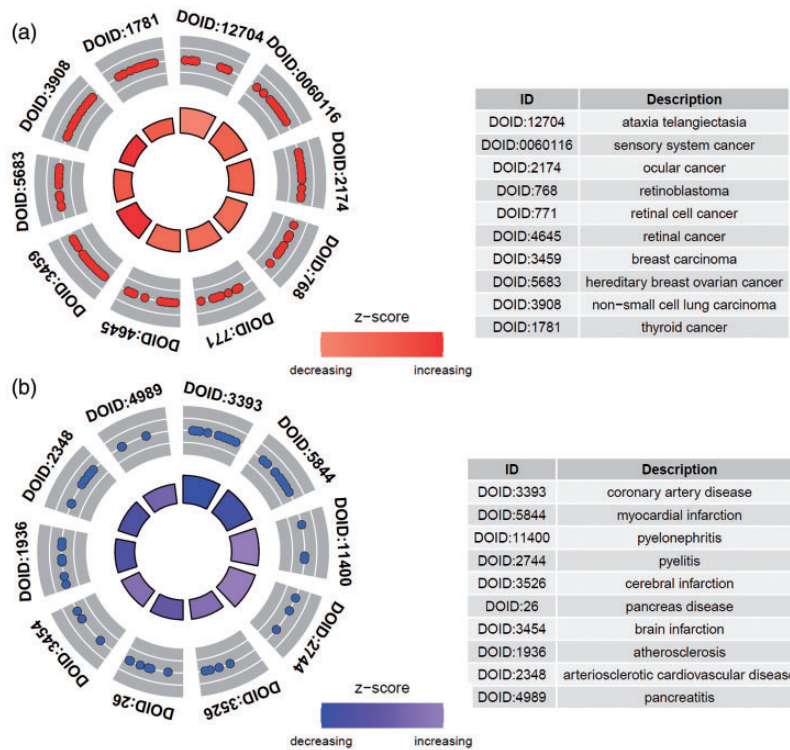 (a)
DOID:1781
DOID:12704
DOID:0060116
DOID:2174
DOID:768
DOID:771
DOID:4645
DOID:3459
DOID:5683
DOID:3908
z-score
decreasing increasing
ID Description
DOID:12704 ataxia telangiectasia
DOID:0060116 sensory system cancer
DOID:2174 ocular cancer
DOID:768 retinoblastoma
DOID:771 retinal cell cancer
DOID:4645 retinal cancer
DOID:3459 breast carcinoma
DOID:5683 hereditary breast ovarian cancer
DOID:3908 non−small cell lung carcinoma
DOID:1781 thyroid cancer
(b)
DOID:4989
DOID:3393
DOID:5844
DOID:11400
DOID:2744
DOID:3526
DOID:26
DOID:3454
DOID:1936
DOID:2348
z-score
decreasing increasing
ID Description
DOID:3393 coronary artery disease
DOID:5844 myocardial infarction
DOID:11400 pyelonephritis
DOID:2744 pyelitis
DOID:3526 cerebral infarction
DOID:26 pancreas disease
DOID:3454 brain infarction
DOID:1936 atherosclerosis
DOID:2348 arteriosclerotic cardiovascular disease
DOID:4989 pancreatitis